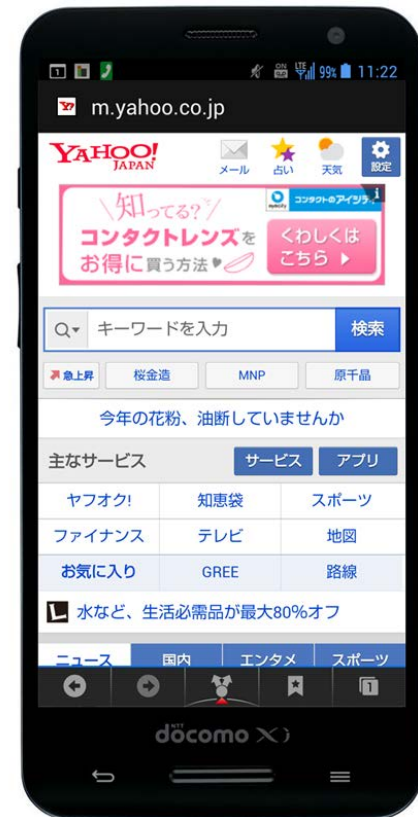 1 ON LTE 99% 11:22
m.yahoo.co.jp
YAHOO!
JAPAN
メール 占い 天気 設定
知ってる?
コンタクトのアイシティ
コンタクトレンズを
お得に買う方法
くわしくは
こちら
キーワードを入力 検索
急上昇 桜金造 MNP 原千晶
今年の花粉、油断していませんか
主なサービス サービス アプリ
ヤフオク! 知恵袋 スポーツ
ファイナンス テレビ 地図
お気に入り GREE 路線
L 水など、生活必需品が最大80%オフ
ニュース 国内 エンタメ スポーツ
1
NTT
döcomo Xi